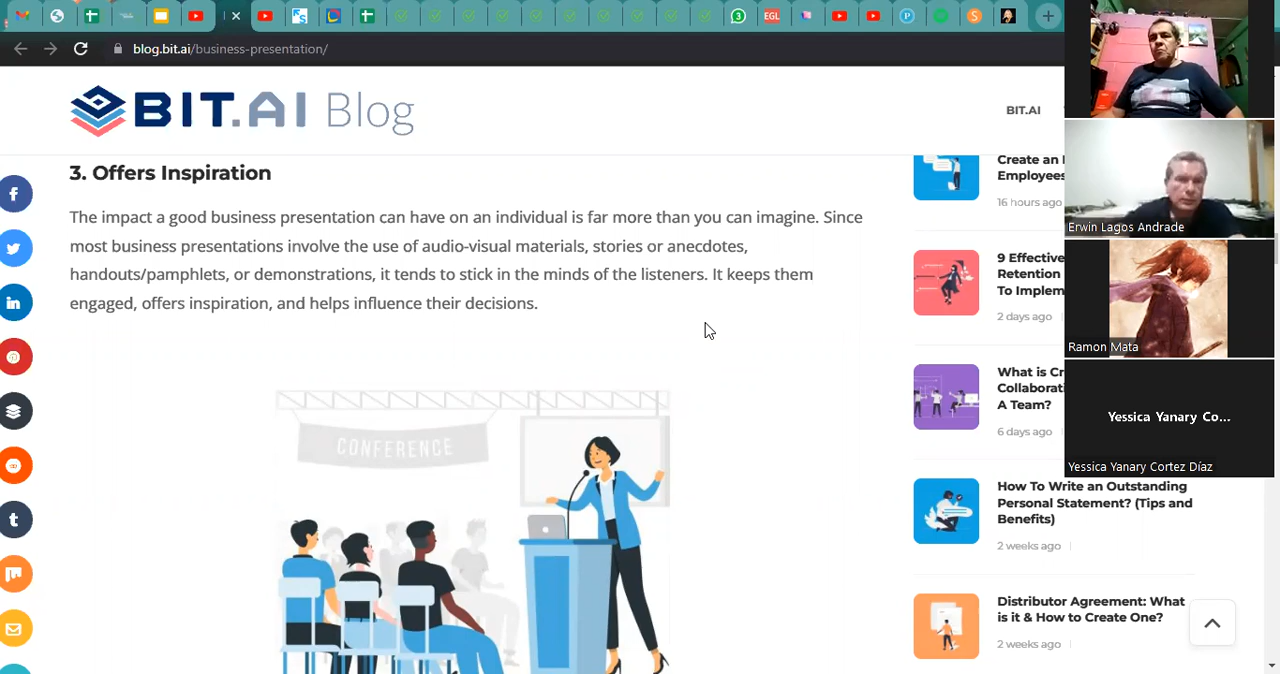 blog.bit.ai/business-presentation/
BIT.AI Blog
BIT.AI
3. Offers Inspiration
The impact a good business presentation can have on an individual is far more than you can imagine. Since
most business presentations involve the use of audio-visual materials, stories or anecdotes,
handouts/pamphlets, or demonstrations, it tends to stick in the minds of the listeners. It keeps them
engaged, offers inspiration, and helps influence their decisions.
CONFERENCE
Create an
Employees
16 hours ago
9 Effective
Retention
To Implem
2 days ago
What is Cr
Collaborati
A Team?
6 days ago
How To Write an Outstanding
Personal Statement? (Tips and
Benefits)
2 weeks ago
Distributor Agreement: What
is it & How to Create One?
2 weeks ago
Erwin Lagos Andrade
Ramon Mata
Yessica Yanary Co...
Yessica Yanary Cortez Díaz
3
EGL